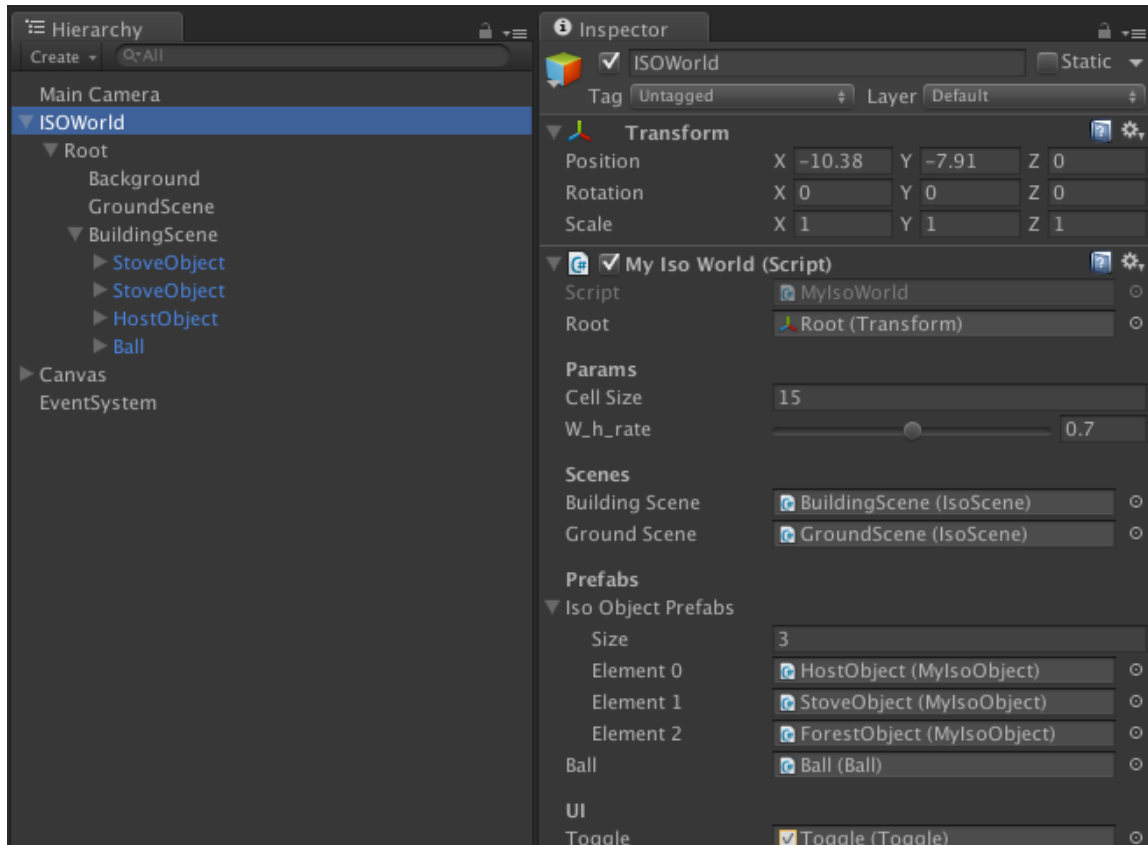 Hierarchy
Create
All
Main Camera
ISOWorld
Root
Background
GroundScene
BuildingScene
StoveObject
StoveObject
HostObject
Ball
Canvas
EventSystem
Inspector
ISOWorld Static
Tag Untagged Layer Default
Transform
Position X -10.38 Y -7.91 Z 0
Rotation X 0 Y 0 Z 0
Scale X 1 Y 1 Z 1
C# My Iso World (Script)
Script MyIsoWorld
Root Root (Transform)
Params
Cell Size 15
W_h_rate 0.7
Scenes
Building Scene BuildingScene (IsoScene)
Ground Scene GroundScene (IsoScene)
Prefabs
Iso Object Prefabs
Size 3
Element 0 HostObject (MyIsoObject)
Element 1 StoveObject (MyIsoObject)
Element 2 ForestObject (MyIsoObject)
Ball Ball (Ball)
UI
Toggle Toggle (Toggle)